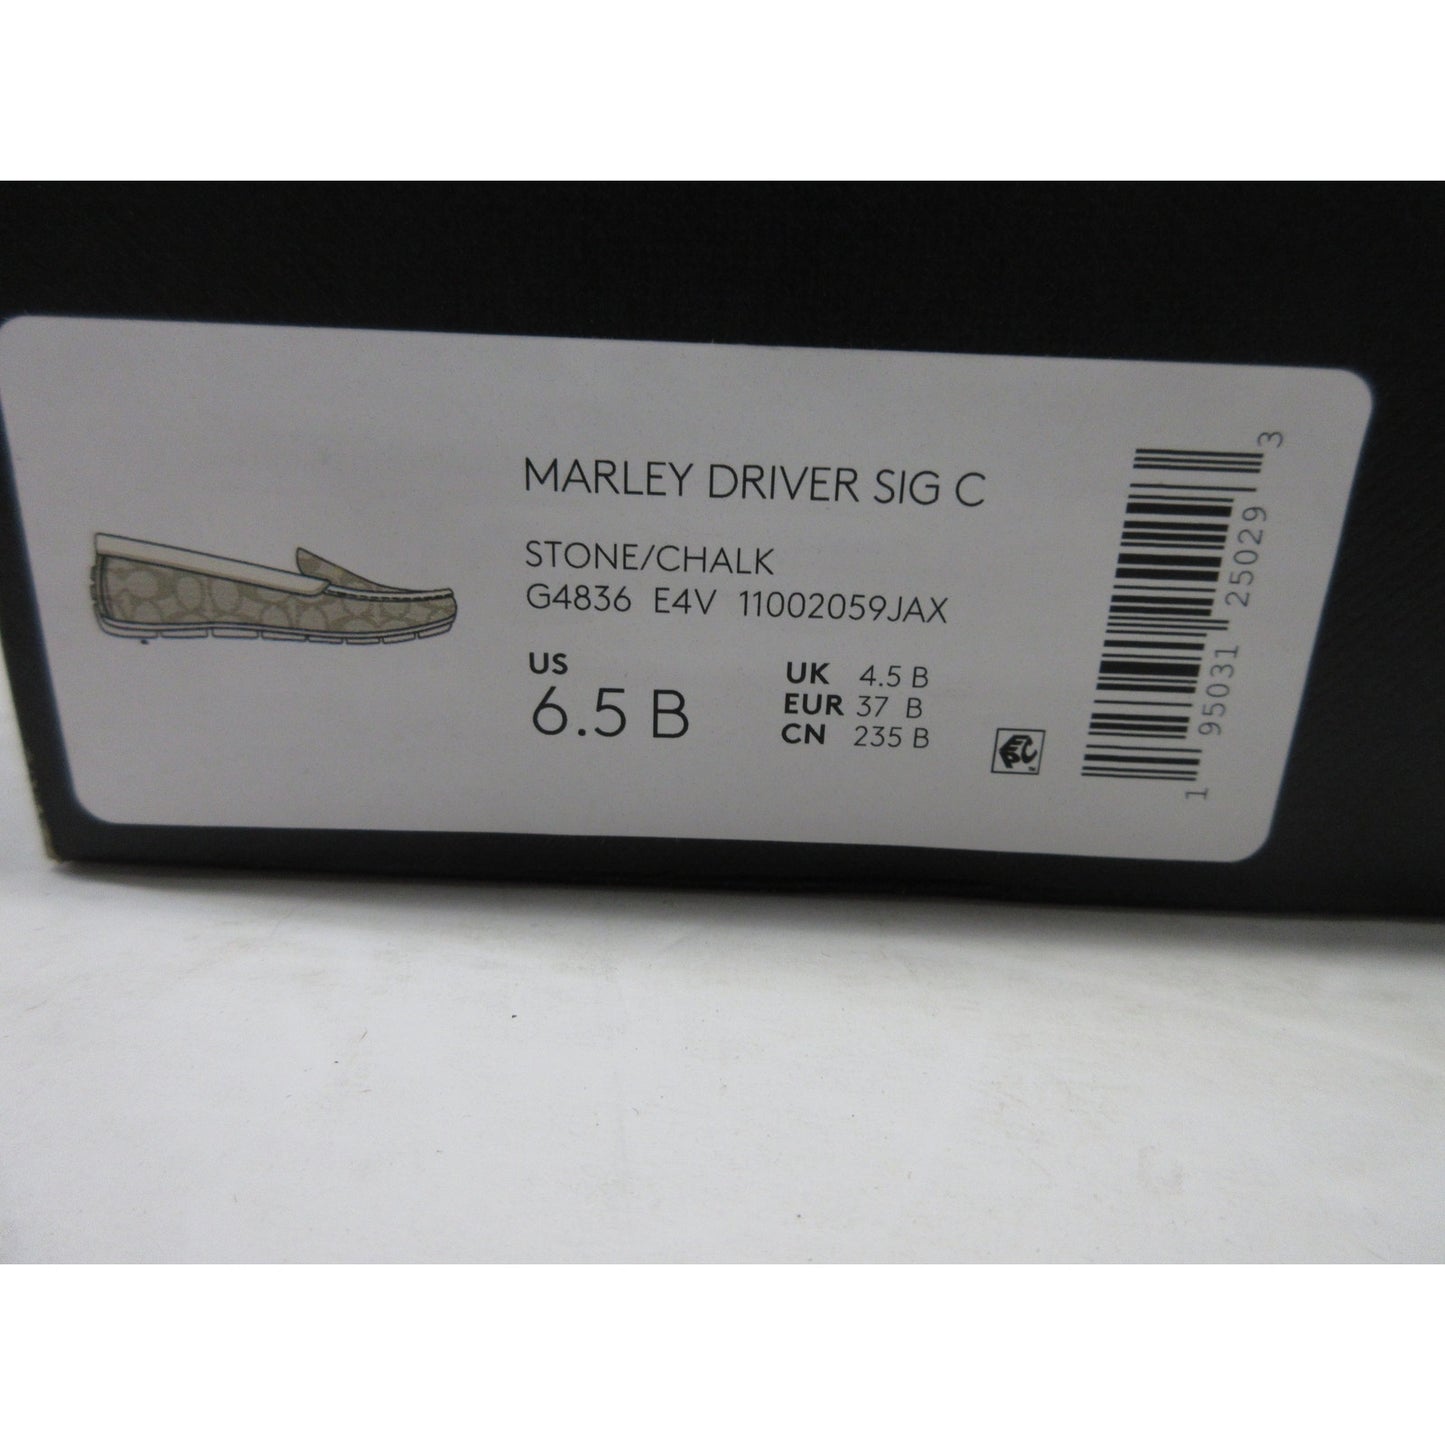 MARLEY DRIVER SIG C
STONE/CHALK
G4836 E4V 11002059JAX
US
6.5 B
UK 4.5 B
EUR 37 B
CN 235 B
1 95031 25029 3